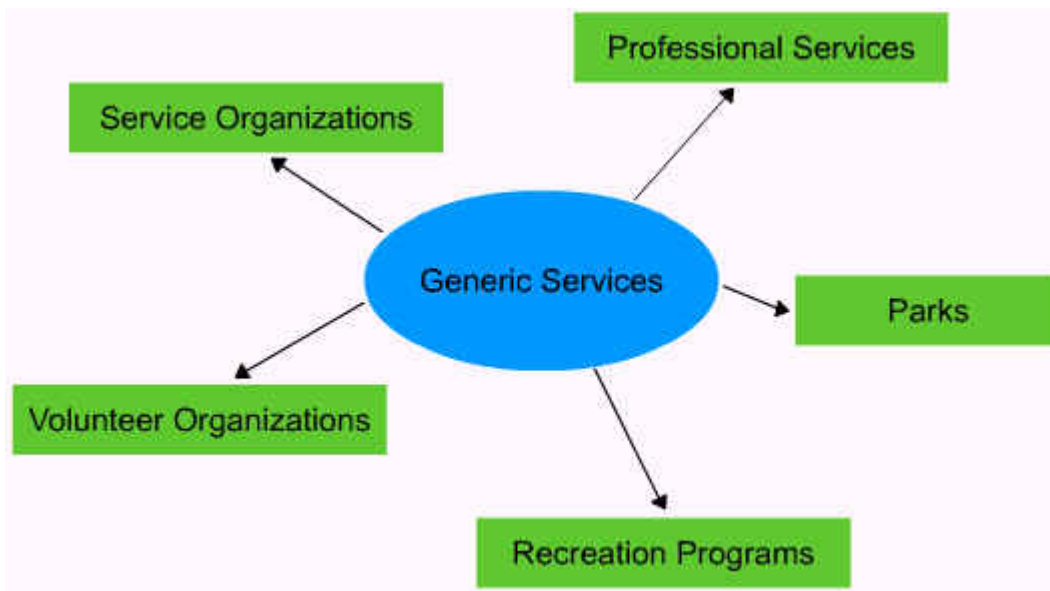 Professional Services
Service Organizations
Generic Services
Parks
Volunteer Organizations
Recreation Programs